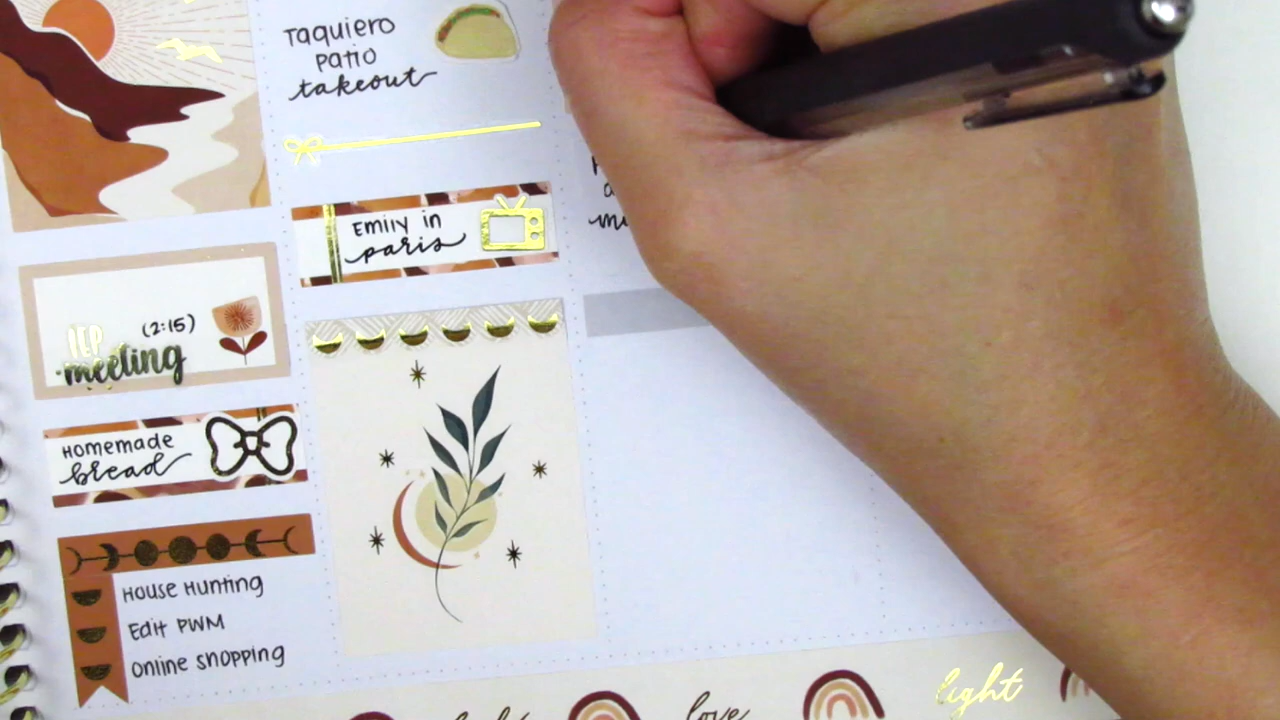 Taquiero
patio
takeout
Emily in
paris
IEP
(2:15)
meeting
Homemade
bread
House Hunting
Edit PWM
Online shopping
love
light